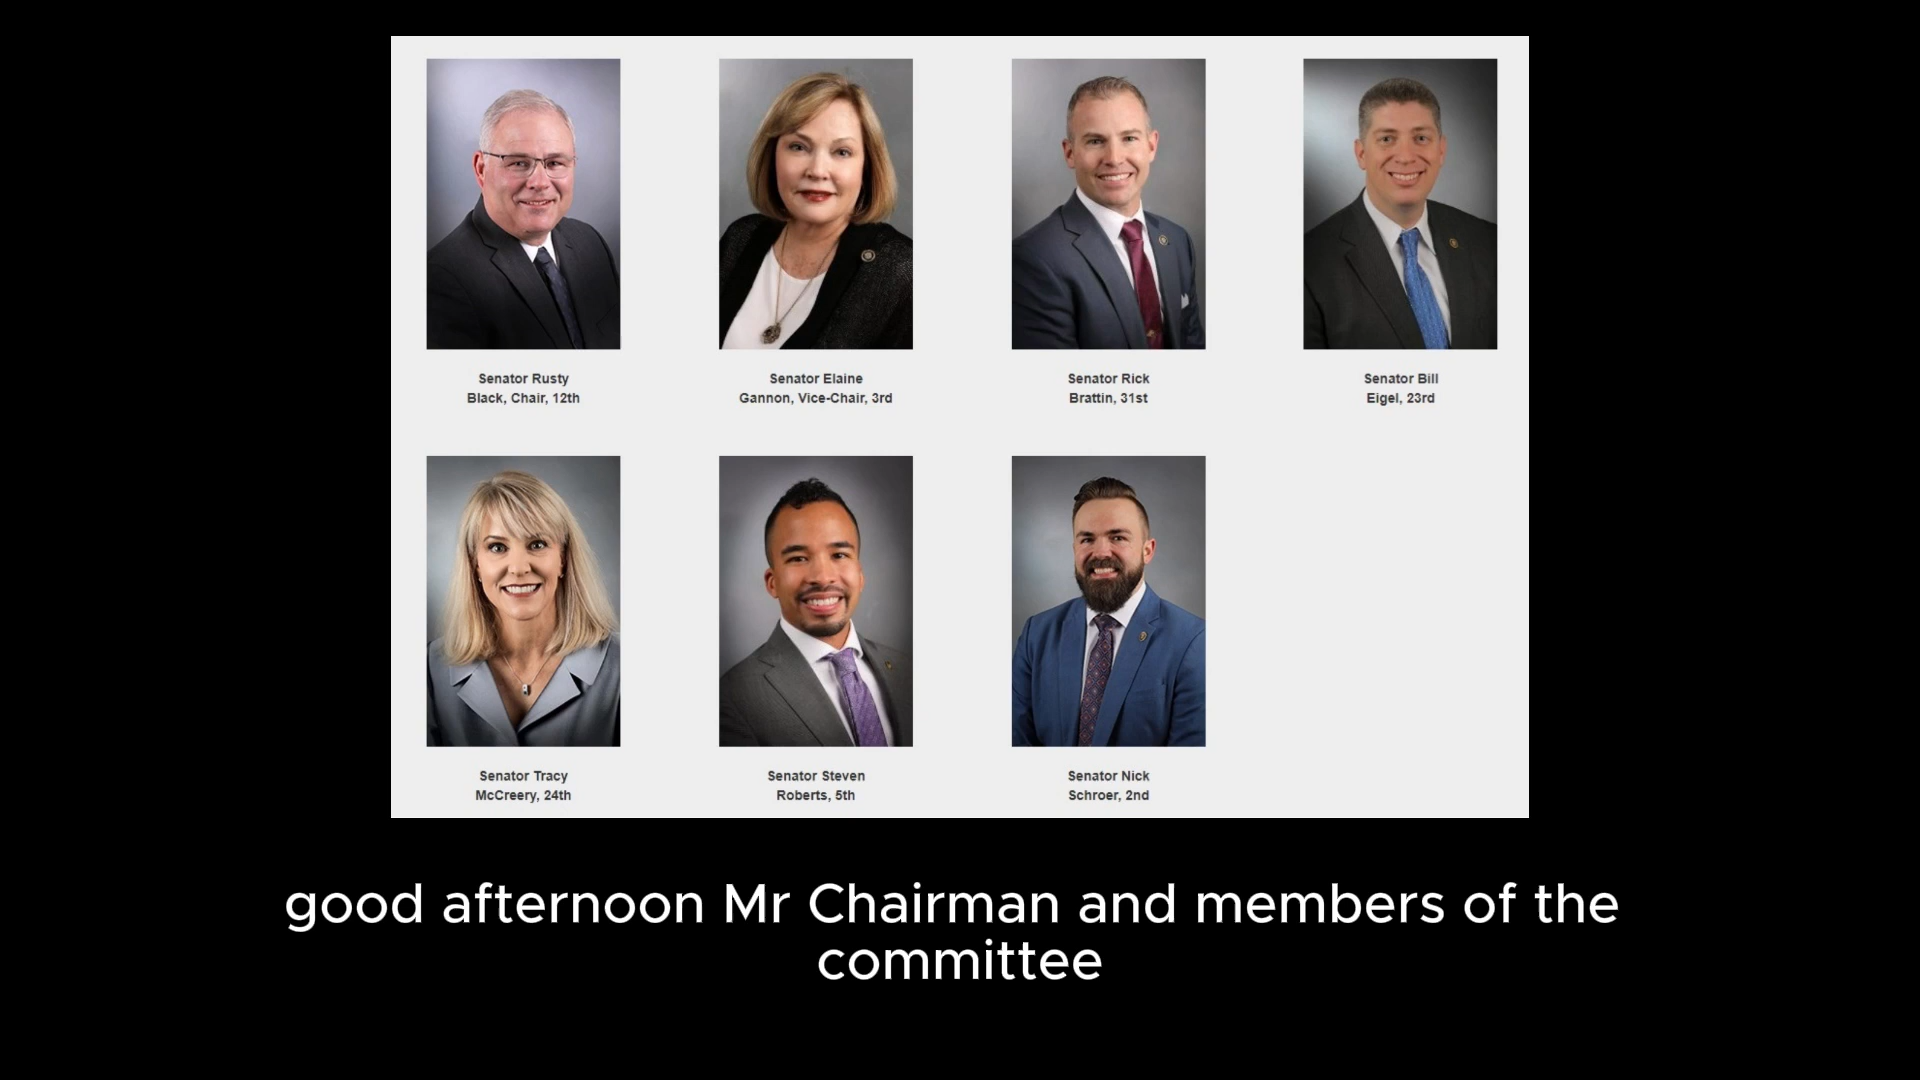 Senator Rusty
Black, Chair, 12th
Senator Elaine
Gannon, Vice-Chair, 3rd
Senator Rick
Brattin, 31st
Senator Bill
Eigel, 23rd
Senator Tracy
McCreery, 24th
Senator Steven
Roberts, 5th
Senator Nick
Schroer, 2nd
good afternoon Mr Chairman and members of the
committee